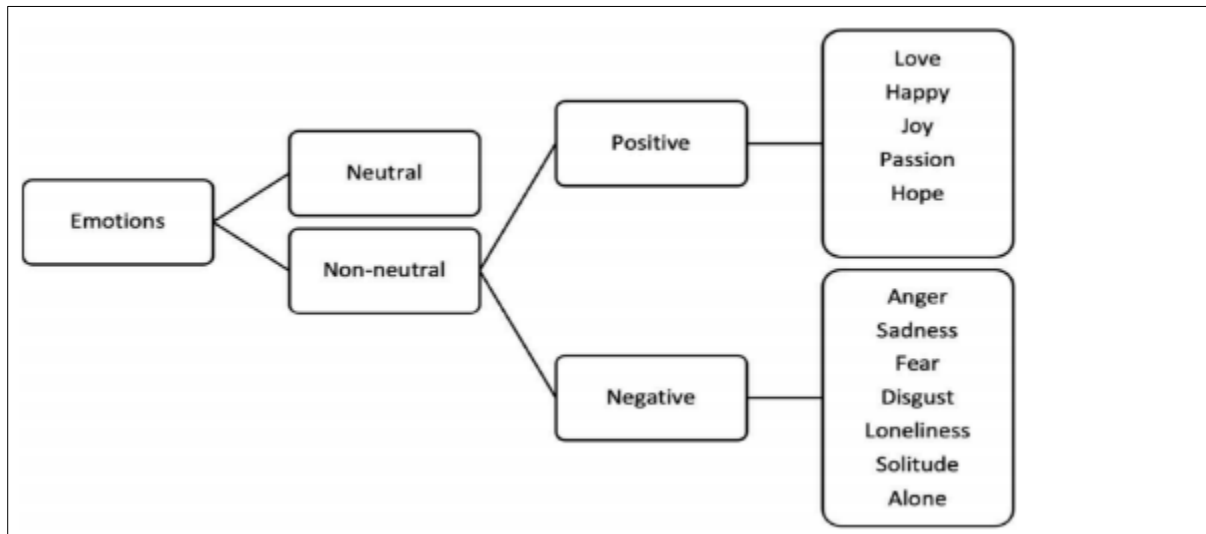 Emotions
Neutral
Non-neutral
Positive
Negative
Love
Happy
Joy
Passion
Hope
Anger
Sadness
Fear
Disgust
Loneliness
Solitude
Alone